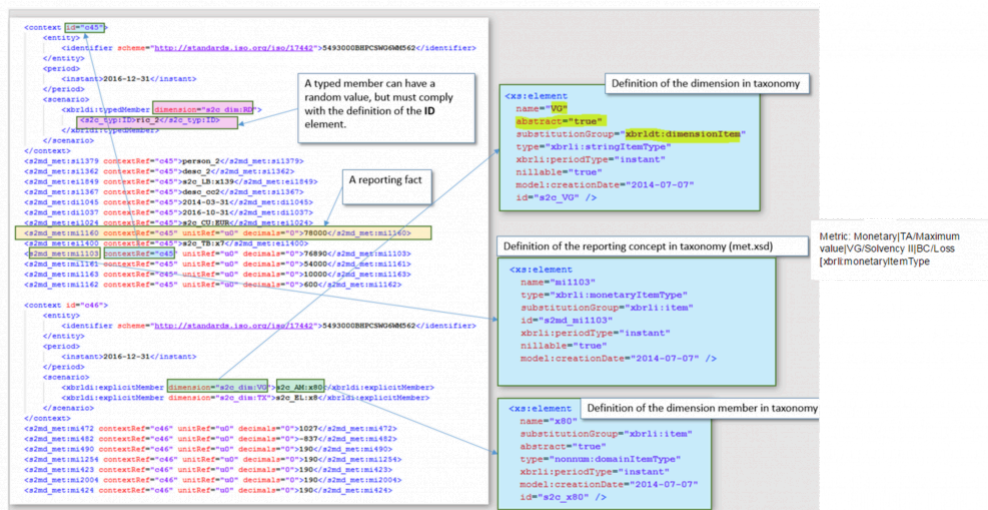 <context id="c45">
<entity>
<identifier scheme="http://standards.iso.org/iso/17442">5493000BHPCSWG6WM562</identifier>
</entity>
<period>
<instant>2016-12-31</instant>
</period>
<scenario>
<xbrldi:typedMember dimension="s2c_dim:RD">
<s2c_typ:ID>ric_2</s2c_typ:ID>
</xbrldi:typedMember>
</scenario>
</context>
<s2md_met:si1379 contextRef="c45">person_2</s2md_met:si1379>
<s2md_met:si1362 contextRef="c45">desc_2</s2md_met:si1362>
<s2md_met:ei1849 contextRef="c45">s2c_LB:x139</s2md_met:ei1849>
<s2md_met:si1367 contextRef="c45">desc_cc2</s2md_met:si1367>
<s2md_met:di1045 contextRef="c45">2014-03-31</s2md_met:di1045>
<s2md_met:di1037 contextRef="c45">2016-10-31</s2md_met:di1037>
<s2md_met:ei1024 contextRef="c45">s2c_CU:EUR</s2md_met:ei1024>
<s2md_met:mi1160 contextRef="c45" unitRef="u0" decimals="0">78000</s2md_met:mi1160>
<s2md_met:ei1400 contextRef="c45">s2c_TB:x7</s2md_met:ei1400>
<s2md_met:mi1103 contextRef="c45" unitRef="u0" decimals="0">76890</s2md_met:mi1103>
<s2md_met:mi1161 contextRef="c45" unitRef="u0" decimals="0">54000</s2md_met:mi1161>
<s2md_met:mi1163 contextRef="c45" unitRef="u0" decimals="0">10000</s2md_met:mi1163>
<s2md_met:mi1162 contextRef="c45" unitRef="u0" decimals="0">600</s2md_met:mi1162>
<context id="c46">
<entity>
<identifier scheme="http://standards.iso.org/iso/17442">5493000BHPCSWG6WM562</identifier>
</entity>
<period>
<instant>2016-12-31</instant>
</period>
<scenario>
<xbrldi:explicitMember dimension="s2c_dim:VG">s2c_AM:x80</xbrldi:explicitMember>
<xbrldi:explicitMember dimension="s2c_dim:TX">s2c_EL:x8</xbrldi:explicitMember>
</scenario>
</context>
<s2md_met:mi472 contextRef="c46" unitRef="u0" decimals="0">1027</s2md_met:mi472>
<s2md_met:mi482 contextRef="c46" unitRef="u0" decimals="0">-837</s2md_met:mi482>
<s2md_met:mi490 contextRef="c46" unitRef="u0" decimals="0">190</s2md_met:mi490>
<s2md_met:mi1254 contextRef="c46" unitRef="u0" decimals="0">190</s2md_met:mi1254>
<s2md_met:mi423 contextRef="c46" unitRef="u0" decimals="0">190</s2md_met:mi423>
<s2md_met:mi2004 contextRef="c46" unitRef="u0" decimals="0">190</s2md_met:mi2004>
<s2md_met:mi424 contextRef="c46" unitRef="u0" decimals="0">190</s2md_met:mi424>
A typed member can have a
random value, but must comply
with the definition of the ID
element.
A reporting fact
Definition of the dimension in taxonomy
<xs:element
name="VG"
abstract="true"
substitutionGroup="xbrldt:dimensionItem"
type="xbrli:stringItemType"
xbrli:periodType="instant"
nillable="true"
model:creationDate="2014-07-07"
id="s2c_VG" />
Definition of the reporting concept in taxonomy (met.xsd)
<xs:element
name="mi1103"
type="xbrli:monetaryItemType"
substitutionGroup="xbrli:item"
id="s2md_mi1103"
xbrli:periodType="instant"
nillable="true"
model:creationDate="2014-07-07" />
Definition of the dimension member in taxonomy
<xs:element
name="x80"
substitutionGroup="xbrli:item"
abstract="true"
type="nonnum:domainItemType"
xbrli:periodType="instant"
model:creationDate="2014-07-07"
id="s2c_x80" />
Metric: Monetary|TA/Maximum
value|VG/Solvency II|BC/Loss
[xbrli:monetaryItemType